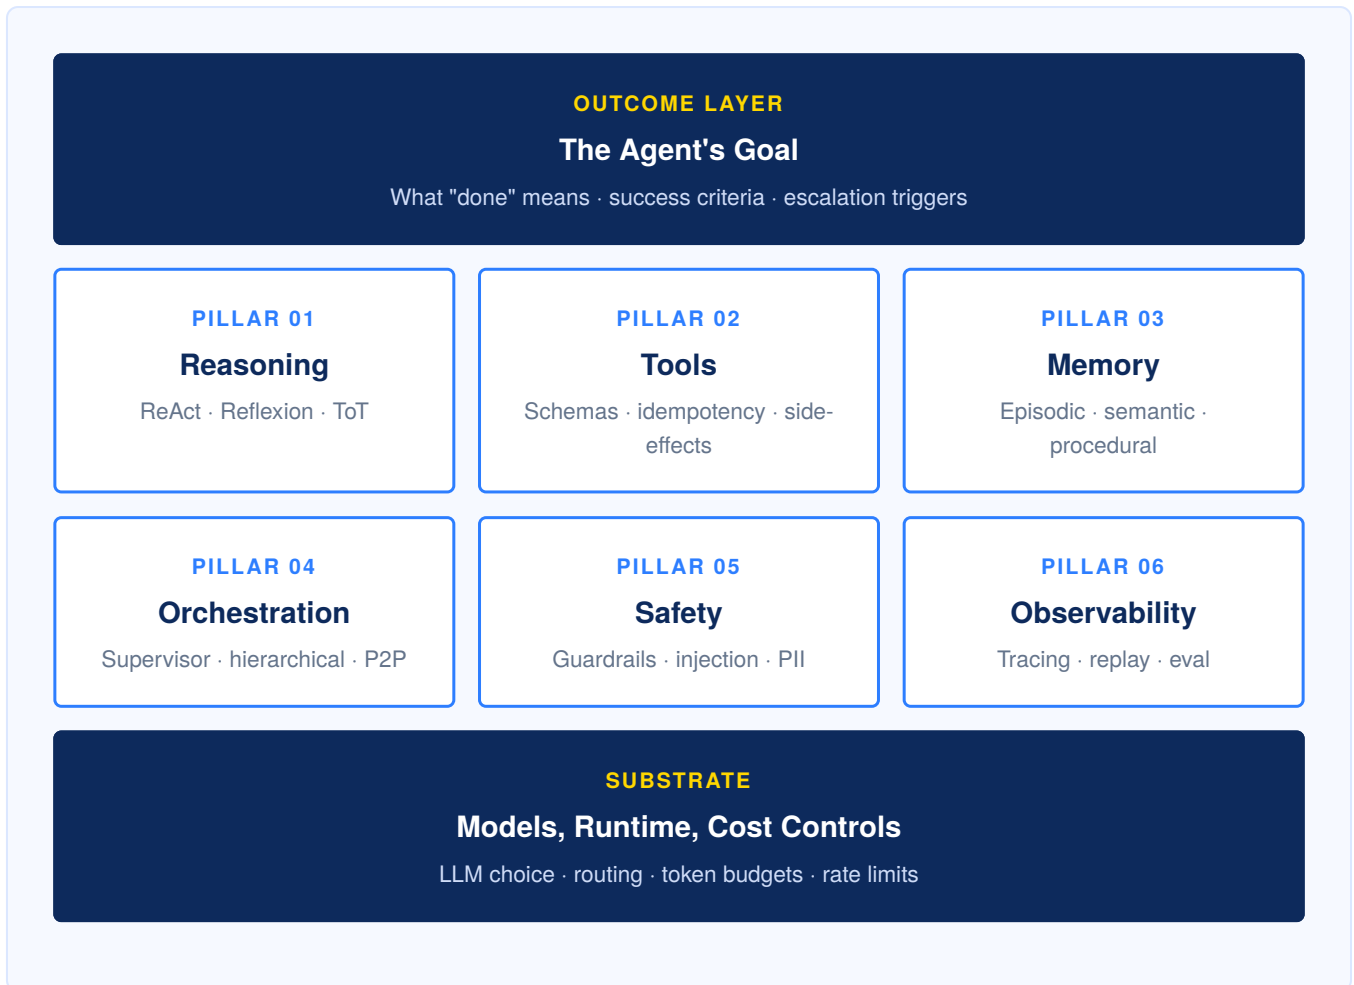 OUTCOME LAYER
The Agent's Goal
What "done" means · success criteria · escalation triggers
PILLAR 01
Reasoning
ReAct · Reflexion · ToT
PILLAR 02
Tools
Schemas · idempotency · side-
effects
PILLAR 03
Memory
Episodic · semantic ·
procedural
PILLAR 04
Orchestration
Supervisor · hierarchical · P2P
PILLAR 05
Safety
Guardrails · injection · PII
PILLAR 06
Observability
Tracing · replay · eval
SUBSTRATE
Models, Runtime, Cost Controls
LLM choice · routing · token budgets · rate limits